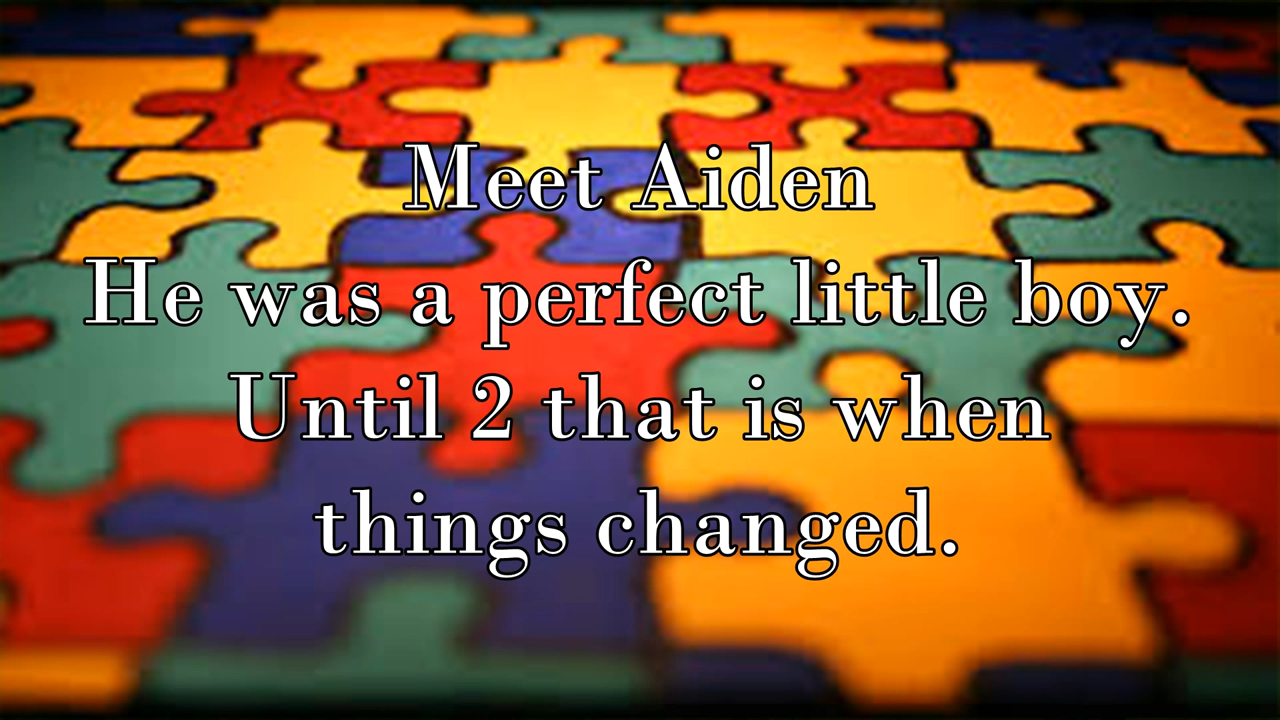 Meet Aiden
He was a perfect little boy.
Until 2 that is when
things changed.